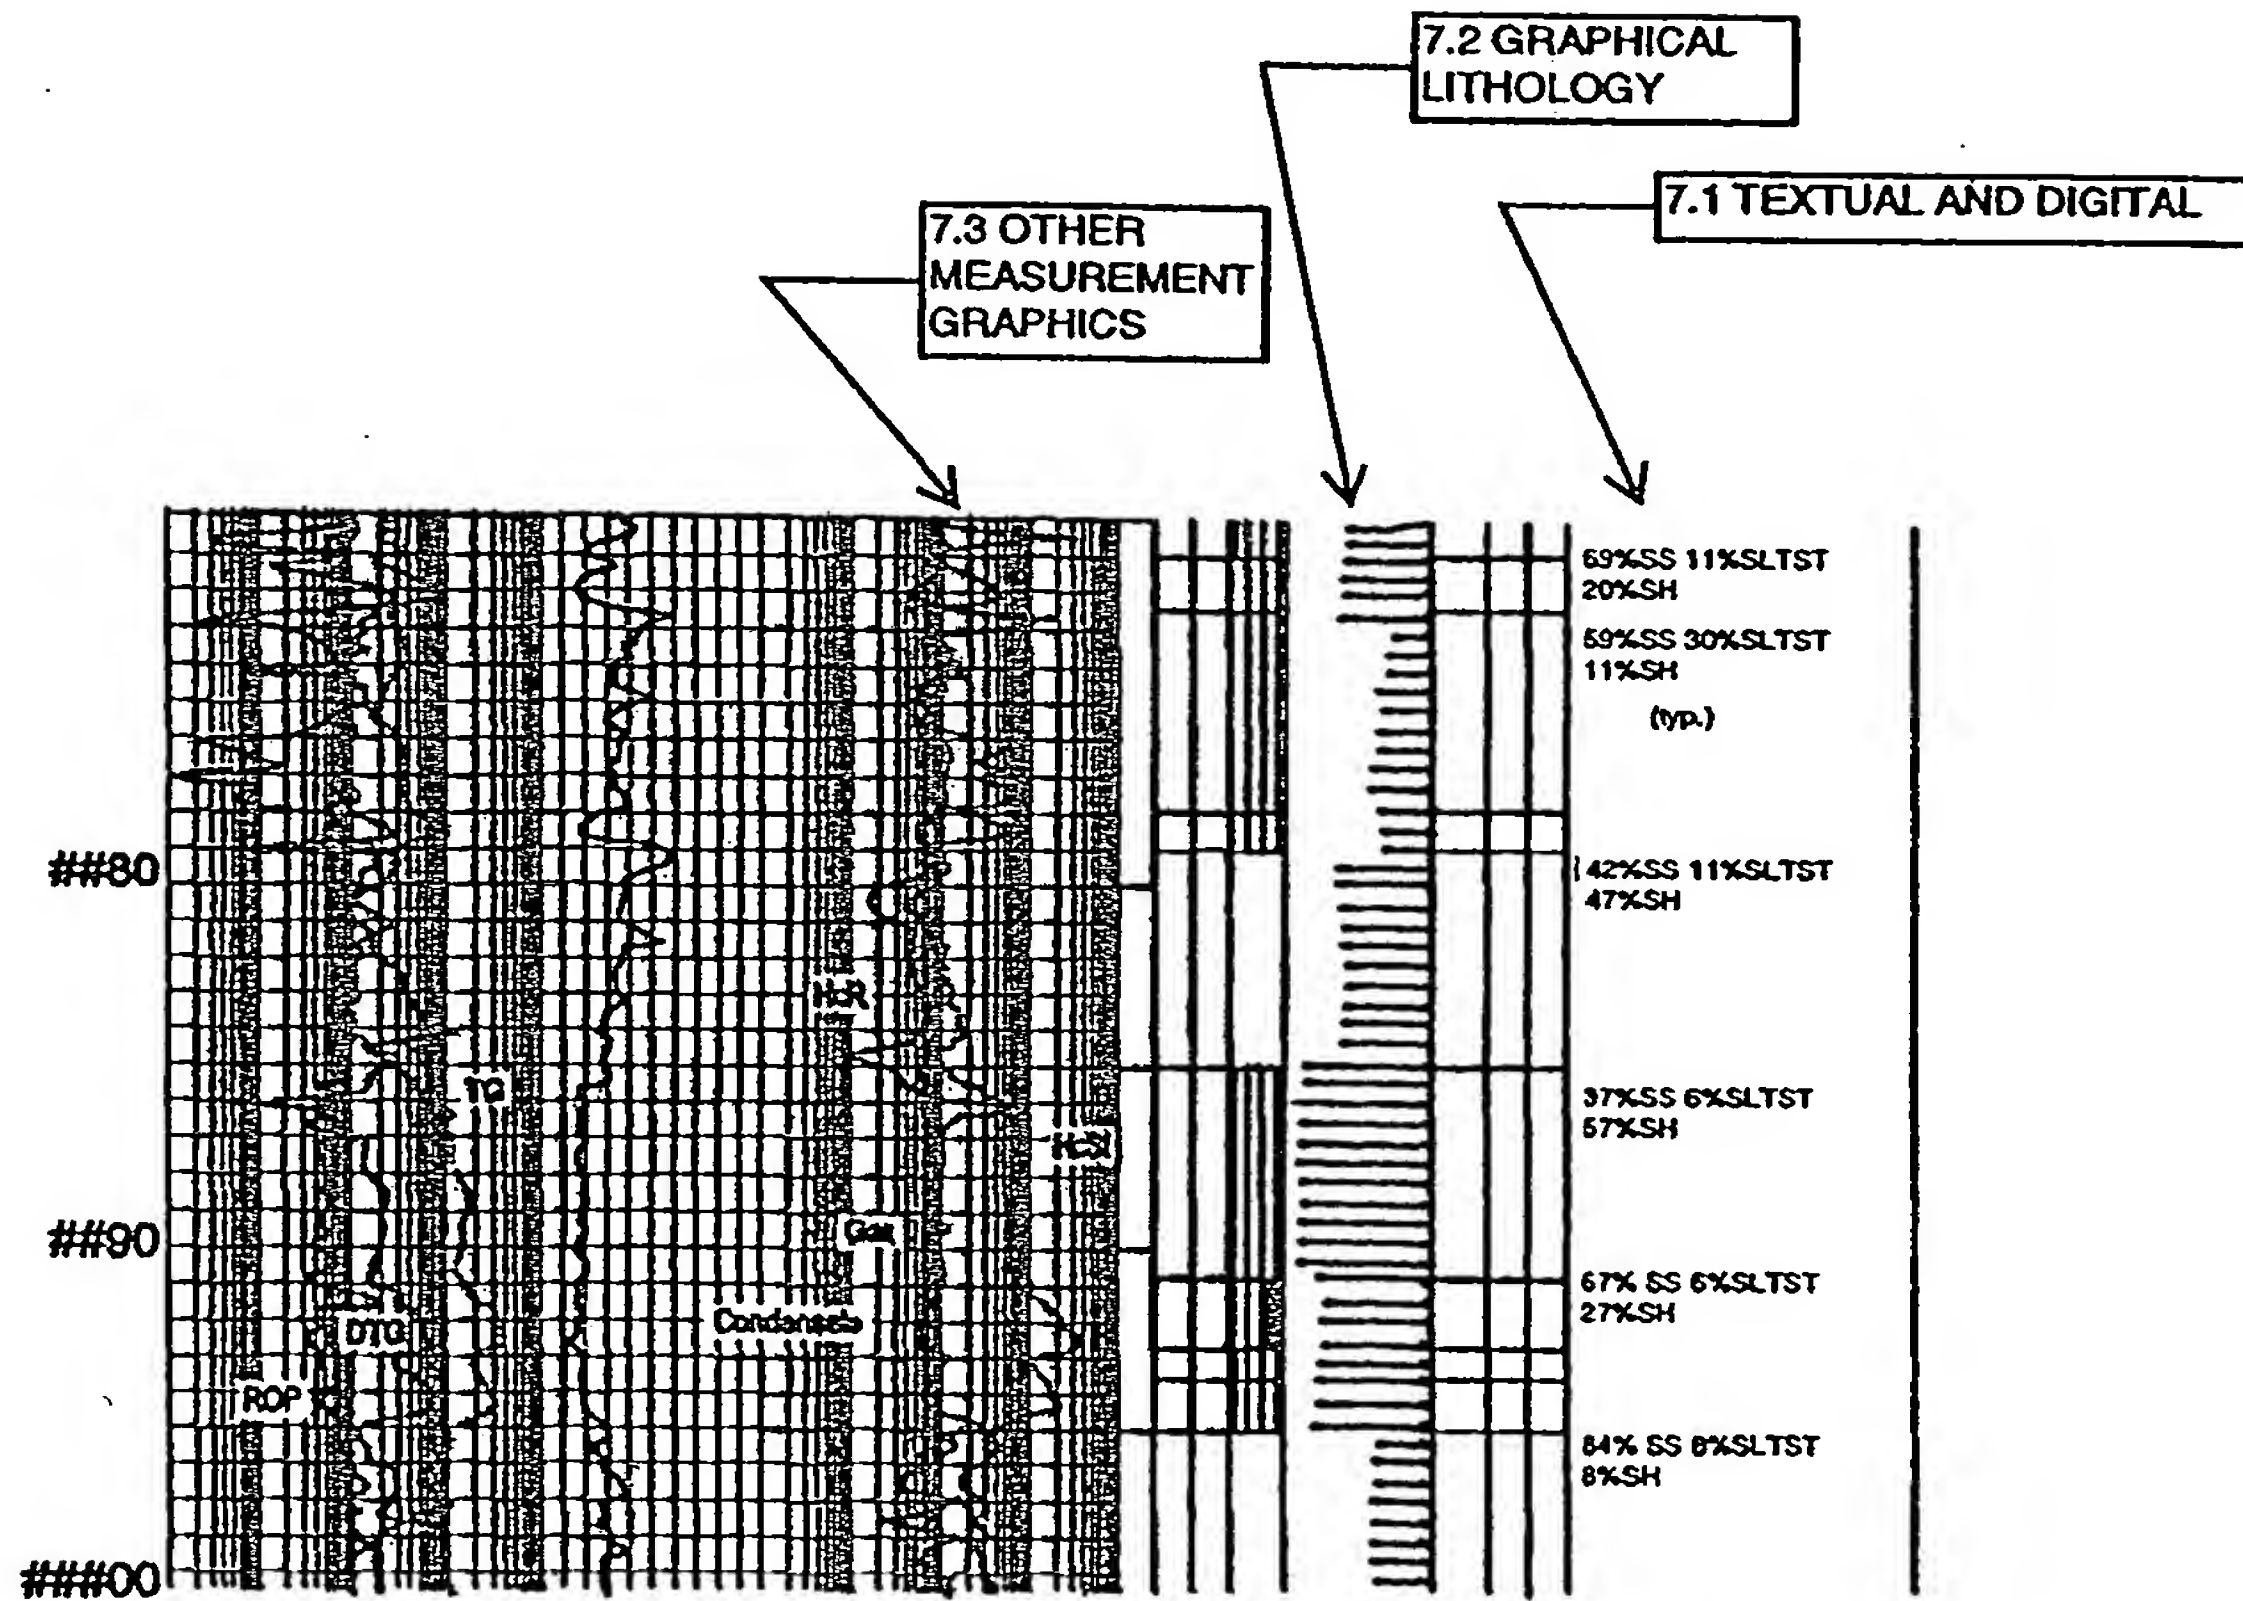 7.2 GRAPHICAL
LITHOLOGY
7.1 TEXTUAL AND DIGITAL
7.3 OTHER
MEASUREMENT
GRAPHICS
69%SS 11%SLTST
20%SH
59%SS 30%SLTST
11%SH
(typ.)
##80
42%SS 11%SLTST
47%SH
TG
37%SS 6%SLTST
57%SH
##90
Gas
67% SS 6%SLTST
27%SH
DTG
Condensate
ROP
84% SS 8%SLTST
8%SH
###00